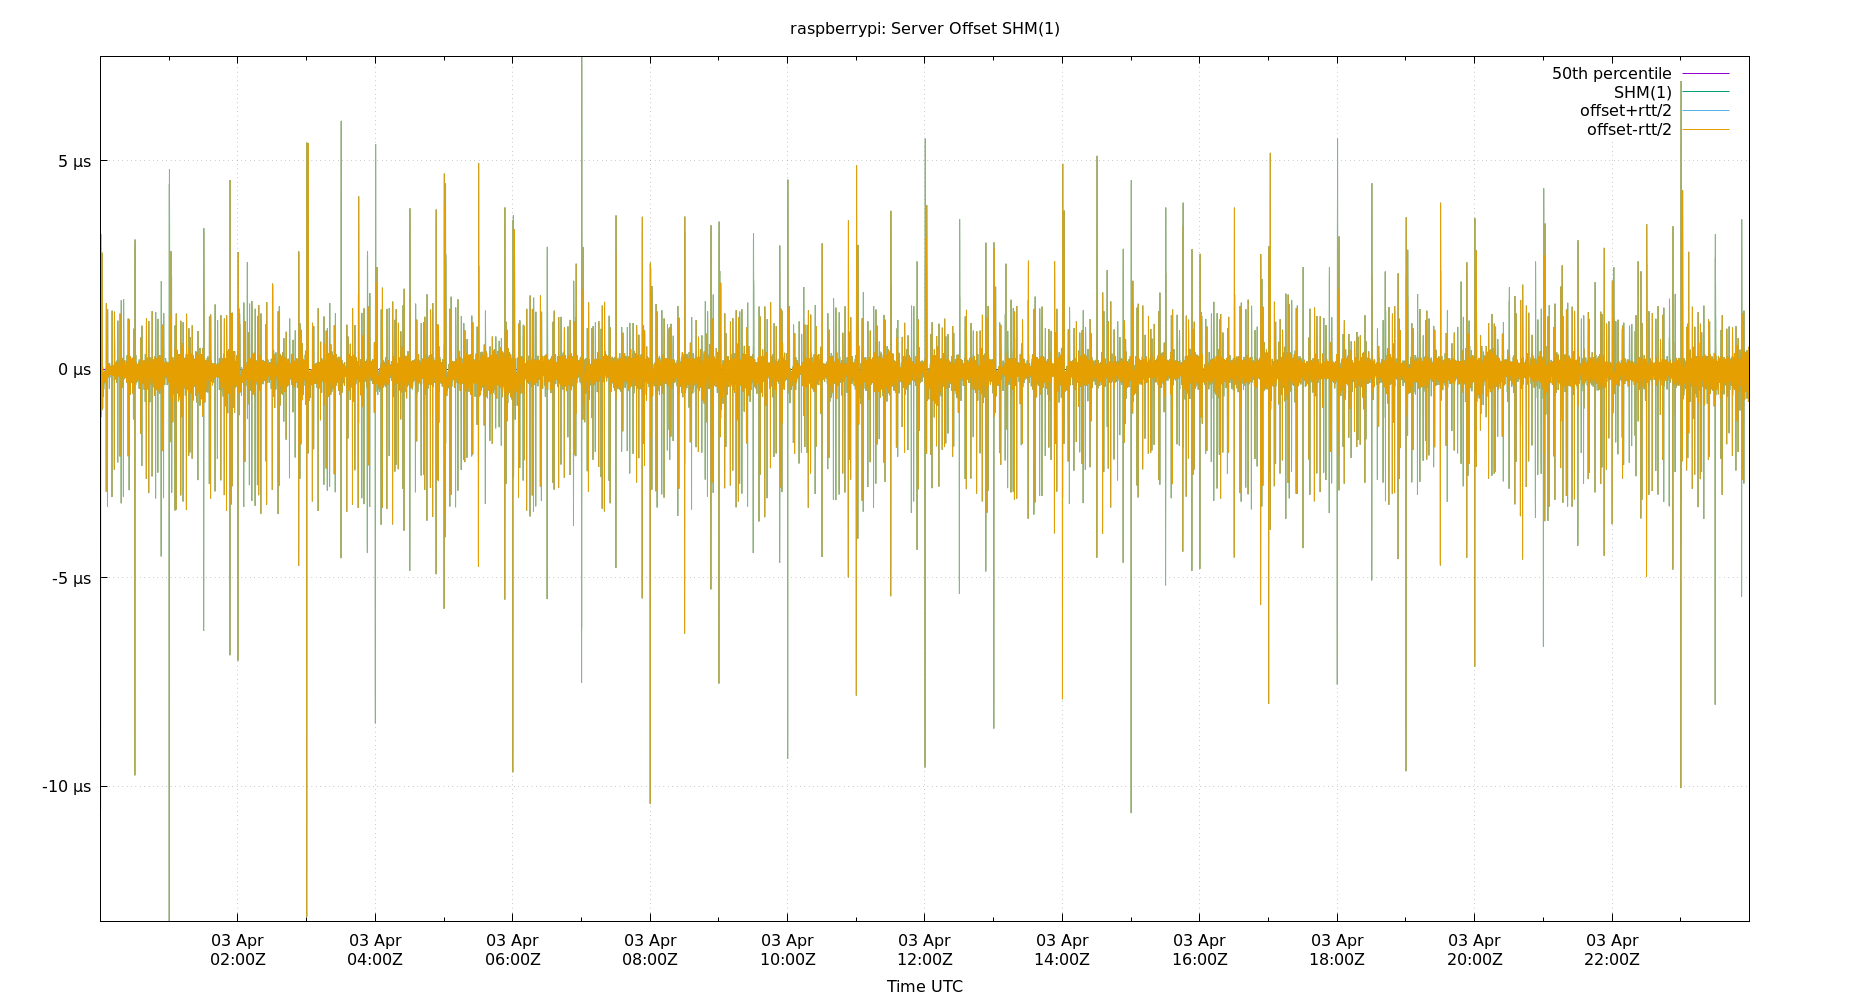 raspberrypi: Server Offset SHM(1)
50th percentile
SHM(1)
offset+rtt/2
offset-rtt/2
5 µs
0 µs
-5 µs
-10 µs
03 Apr 03 Apr 03 Apr 03 Apr 03 Apr 03 Apr 03 Apr 03 Apr 03 Apr 03 Apr 03 Apr
02:00Z 04:00Z 06:00Z 08:00Z 10:00Z 12:00Z 14:00Z 16:00Z 18:00Z 20:00Z 22:00Z
Time UTC